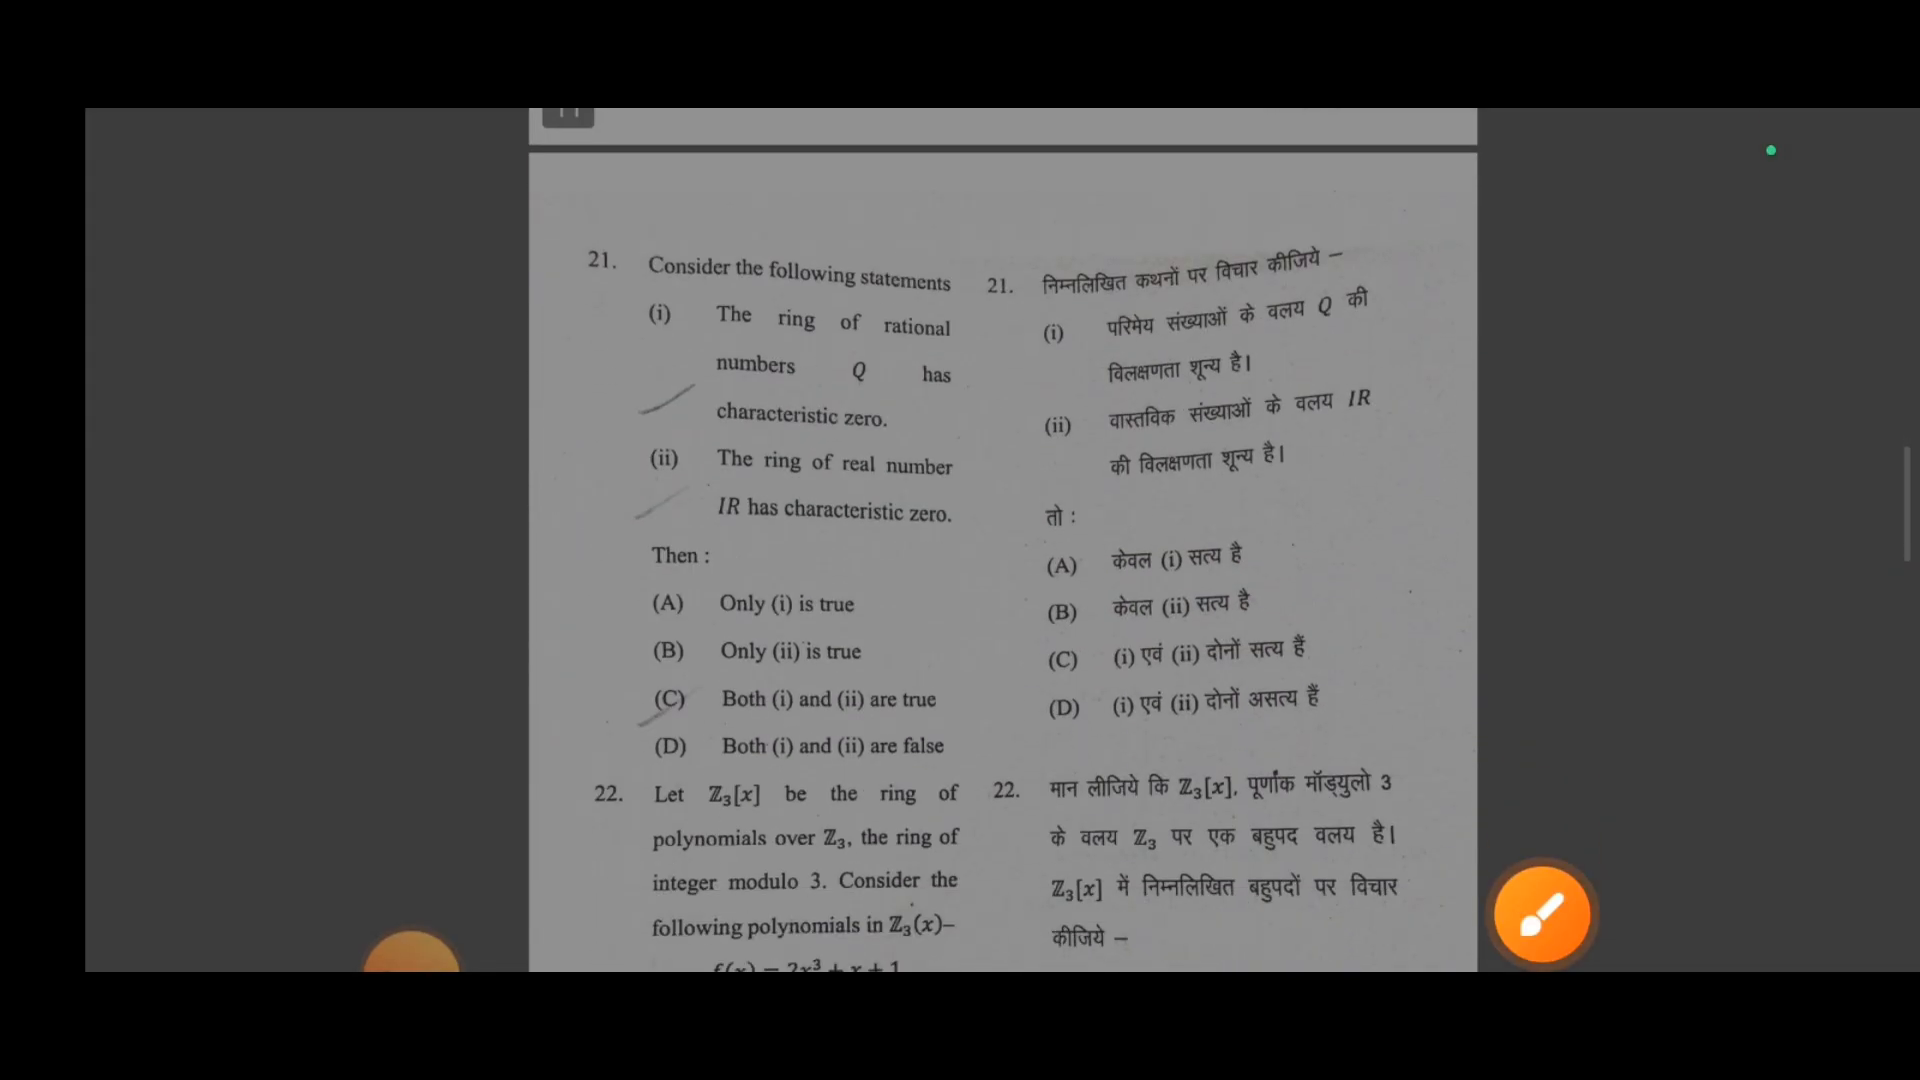 21. Consider the following statements
(i) The ring of rational
numbers Q has
characteristic zero.
(ii) The ring of real number
IR has characteristic zero.
Then :
(A) Only (i) is true
(B) Only (ii) is true
(C) Both (i) and (ii) are true
(D) Both (i) and (ii) are false
22. Let ℤ₃[x] be the ring of
polynomials over ℤ₃, the ring of
integer modulo 3. Consider the
following polynomials in ℤ₃(x)–
f(x) = 2x³ + x + 1
21. निम्नलिखित कथनों पर विचार कीजिये –
(i) परिमेय संख्याओं के वलय Q की
विलक्षणता शून्य है।
(ii) वास्तविक संख्याओं के वलय IR
की विलक्षणता शून्य है।
तो :
(A) केवल (i) सत्य है
(B) केवल (ii) सत्य है
(C) (i) एवं (ii) दोनों सत्य हैं
(D) (i) एवं (ii) दोनों असत्य हैं
22. मान लीजिये कि ℤ₃[x], पूर्णांक मॉड्युलो 3
के वलय ℤ₃ पर एक बहुपद वलय है।
ℤ₃[x] में निम्नलिखित बहुपदों पर विचार
कीजिये –